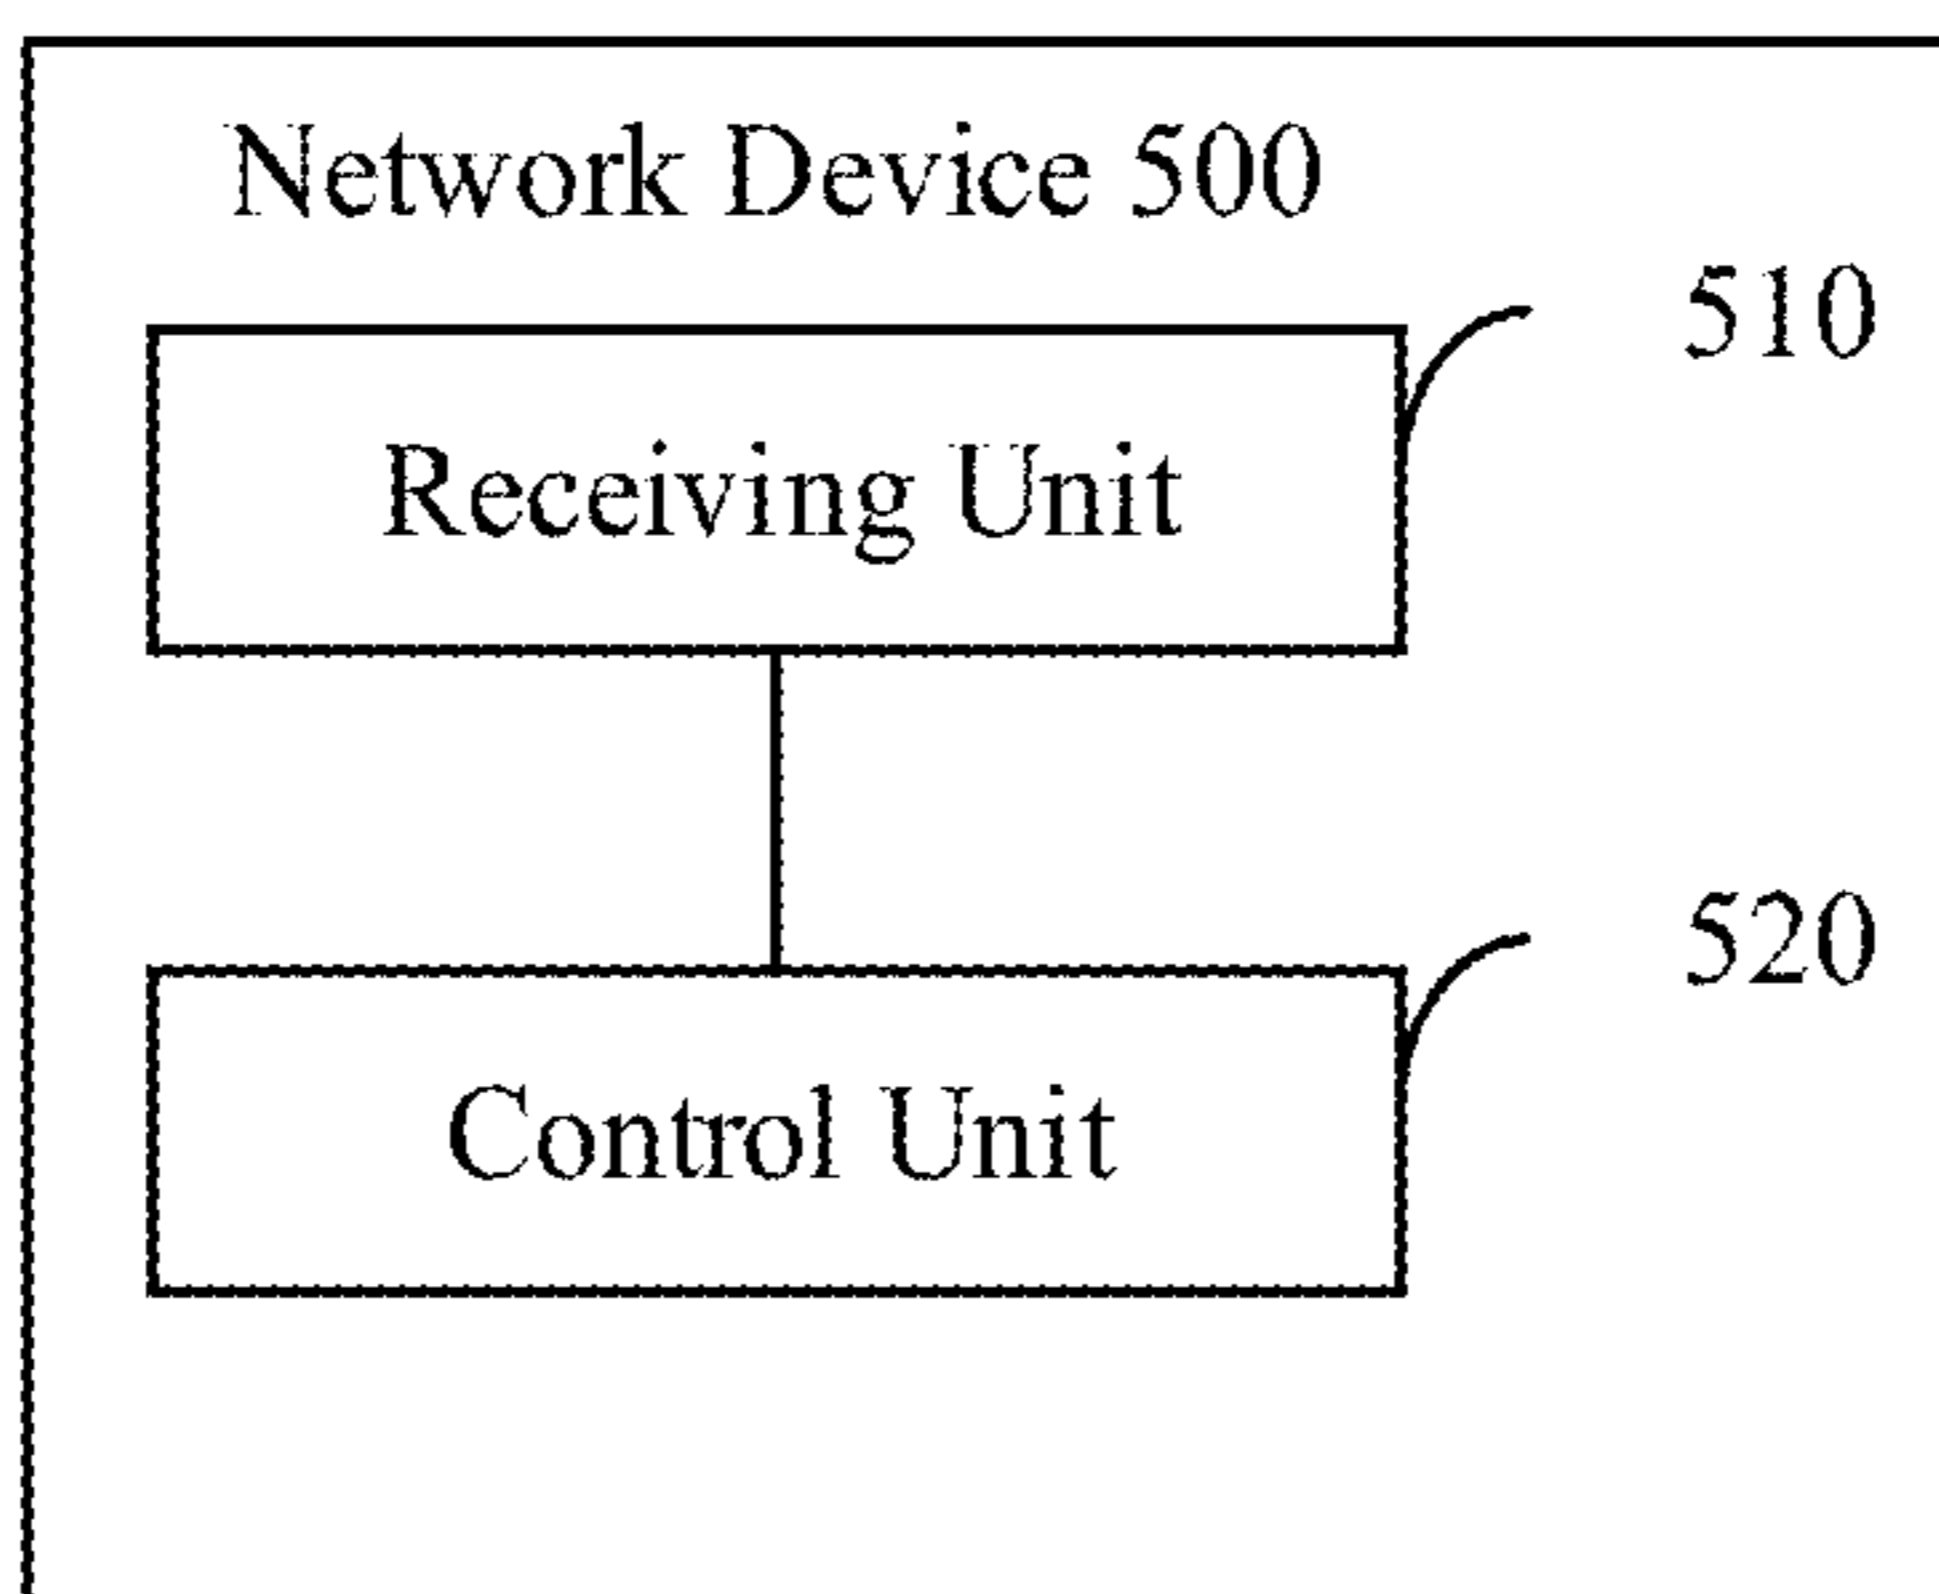 Network Device 500
510
Receiving Unit
520
Control Unit